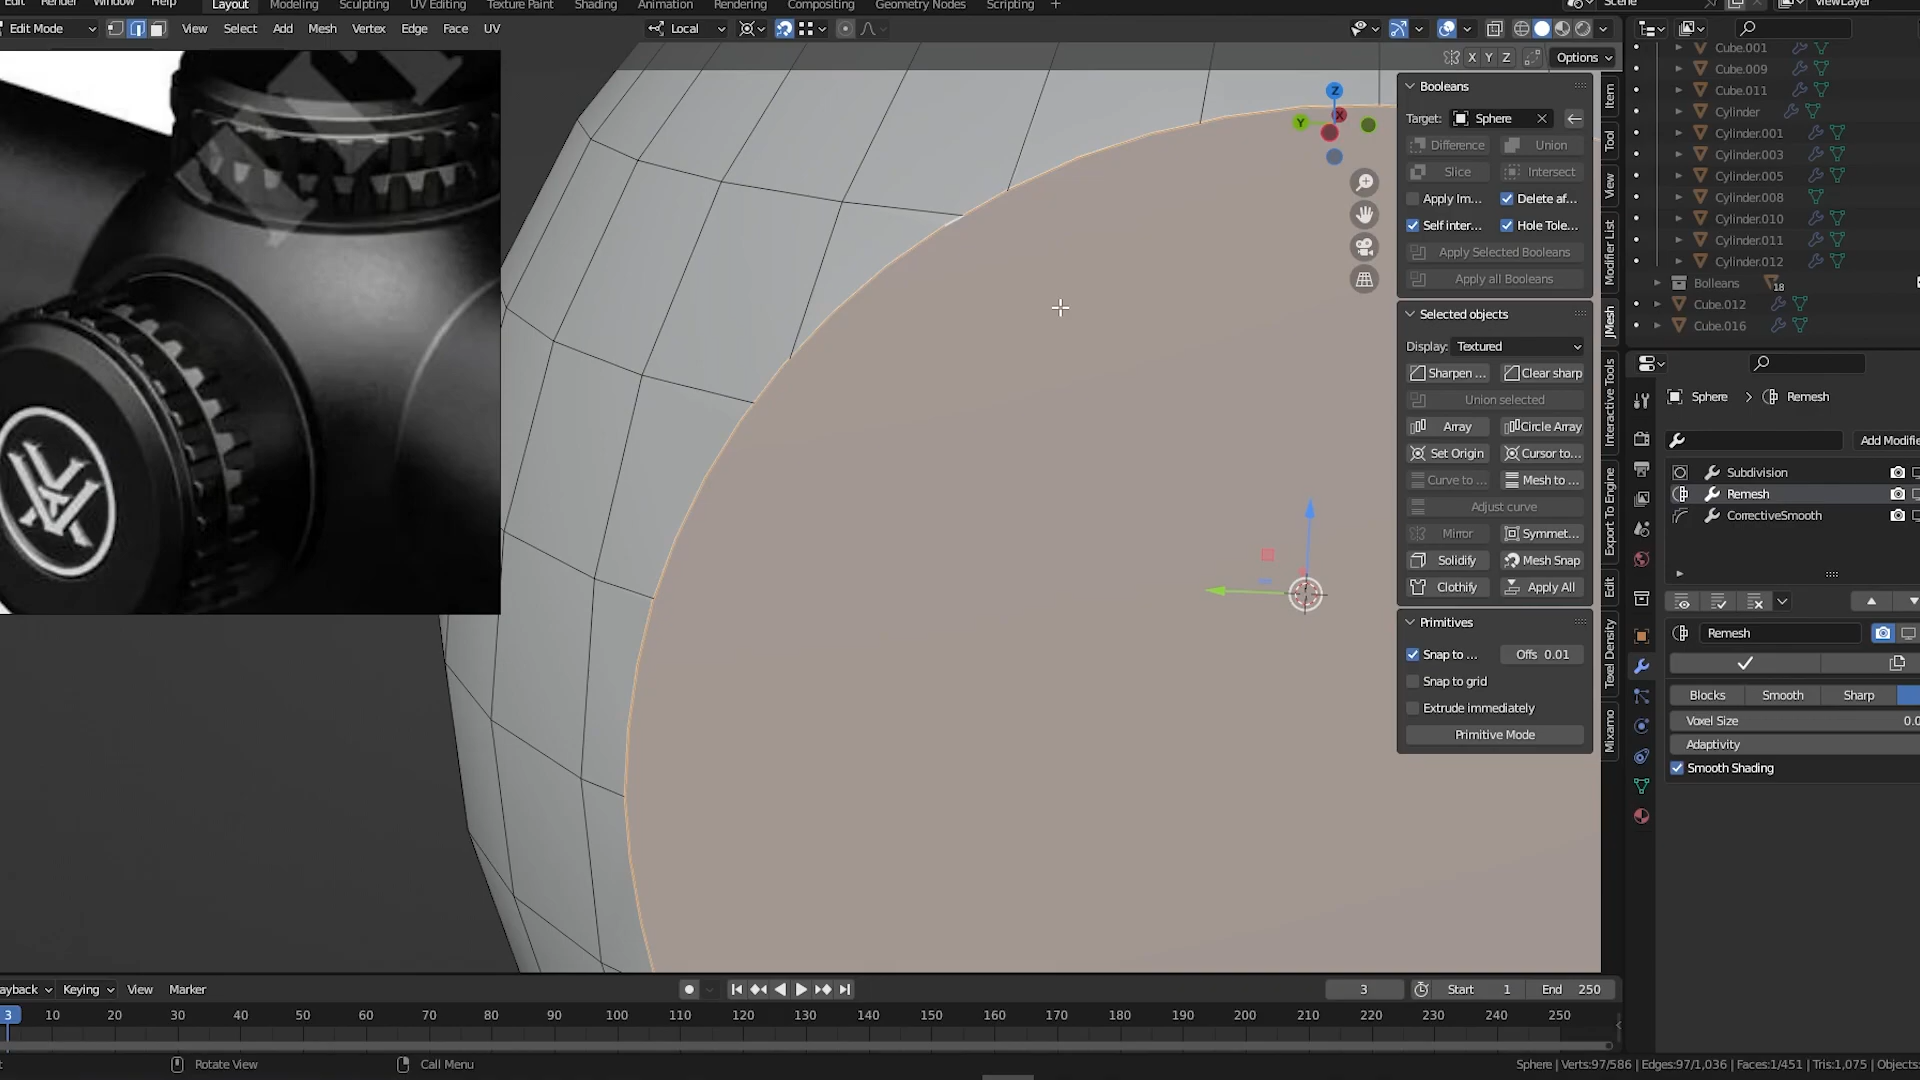 Edit Render Window Help Layout Modeling Sculpting UV Editing Texture Paint Shading Animation Rendering Compositing Geometry Nodes Scripting + Scene ViewLayer
Edit Mode View Select Add Mesh Vertex Edge Face UV Local
X Y Z Options
Booleans
Target: Sphere
Difference Union
Slice Intersect
Apply Im... Delete af...
Self inter... Hole Tole...
Apply Selected Booleans
Apply all Booleans
Selected objects
Display: Textured
Sharpen ... Clear sharp
Union selected
Array Circle Array
Set Origin Cursor to...
Curve to ... Mesh to ...
Adjust curve
Mirror Symmet...
Solidify Mesh Snap
Clothify Apply All
Primitives
Snap to ... Offs 0.01
Snap to grid
Extrude immediately
Primitive Mode
Z
Y
X
Item
Tool
View
Modifier List
JMesh
Interactive Tools
Export To Engine
Edit
Texel Density
Mixamo
Cube.001
Cube.009
Cube.011
Cylinder
Cylinder.001
Cylinder.003
Cylinder.005
Cylinder.008
Cylinder.010
Cylinder.011
Cylinder.012
Bolleans 18
Cube.012
Cube.016
Sphere > Remesh
Add Modifie
Subdivision
Remesh
CorrectiveSmooth
Remesh
Blocks Smooth Sharp
Voxel Size 0.0
Adaptivity
Smooth Shading
layback Keying View Marker 3 Start 1 End 250
3 10 20 30 40 50 60 70 80 90 100 110 120 130 140 150 160 170 180 190 200 210 220 230 240 250
t Rotate View Call Menu Sphere | Verts:97/586 | Edges:97/1,036 | Faces:1/451 | Tris:1,075 | Objects: